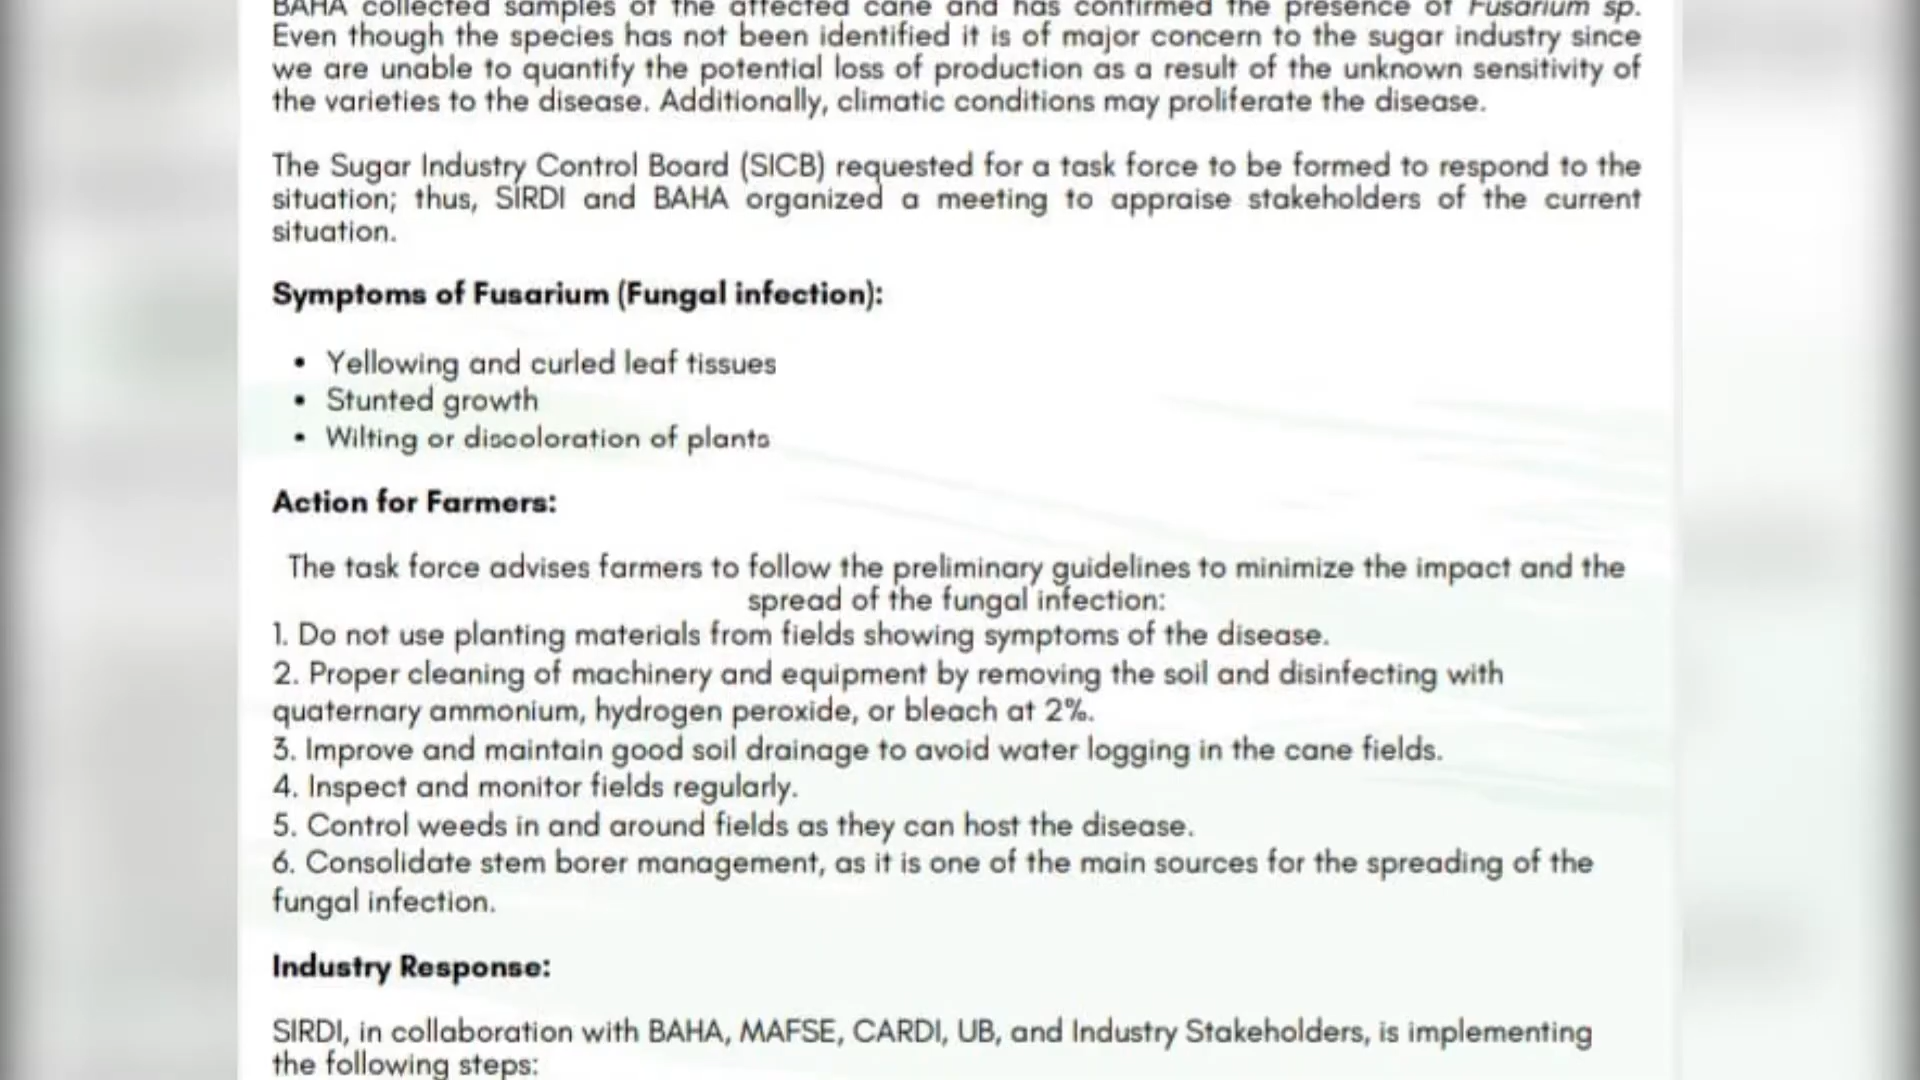 BAHA collected samples of the affected cane and has confirmed the presence of Fusarium sp.
Even though the species has not been identified it is of major concern to the sugar industry since
we are unable to quantify the potential loss of production as a result of the unknown sensitivity of
the varieties to the disease. Additionally, climatic conditions may proliferate the disease.
The Sugar Industry Control Board (SICB) requested for a task force to be formed to respond to the
situation; thus, SIRDI and BAHA organized a meeting to appraise stakeholders of the current
situation.
Symptoms of Fusarium (Fungal infection):
• Yellowing and curled leaf tissues
• Stunted growth
• Wilting or discoloration of plants
Action for Farmers:
The task force advises farmers to follow the preliminary guidelines to minimize the impact and the
spread of the fungal infection:
1. Do not use planting materials from fields showing symptoms of the disease.
2. Proper cleaning of machinery and equipment by removing the soil and disinfecting with
quaternary ammonium, hydrogen peroxide, or bleach at 2%.
3. Improve and maintain good soil drainage to avoid water logging in the cane fields.
4. Inspect and monitor fields regularly.
5. Control weeds in and around fields as they can host the disease.
6. Consolidate stem borer management, as it is one of the main sources for the spreading of the
fungal infection.
Industry Response:
SIRDI, in collaboration with BAHA, MAFSE, CARDI, UB, and Industry Stakeholders, is implementing
the following steps: